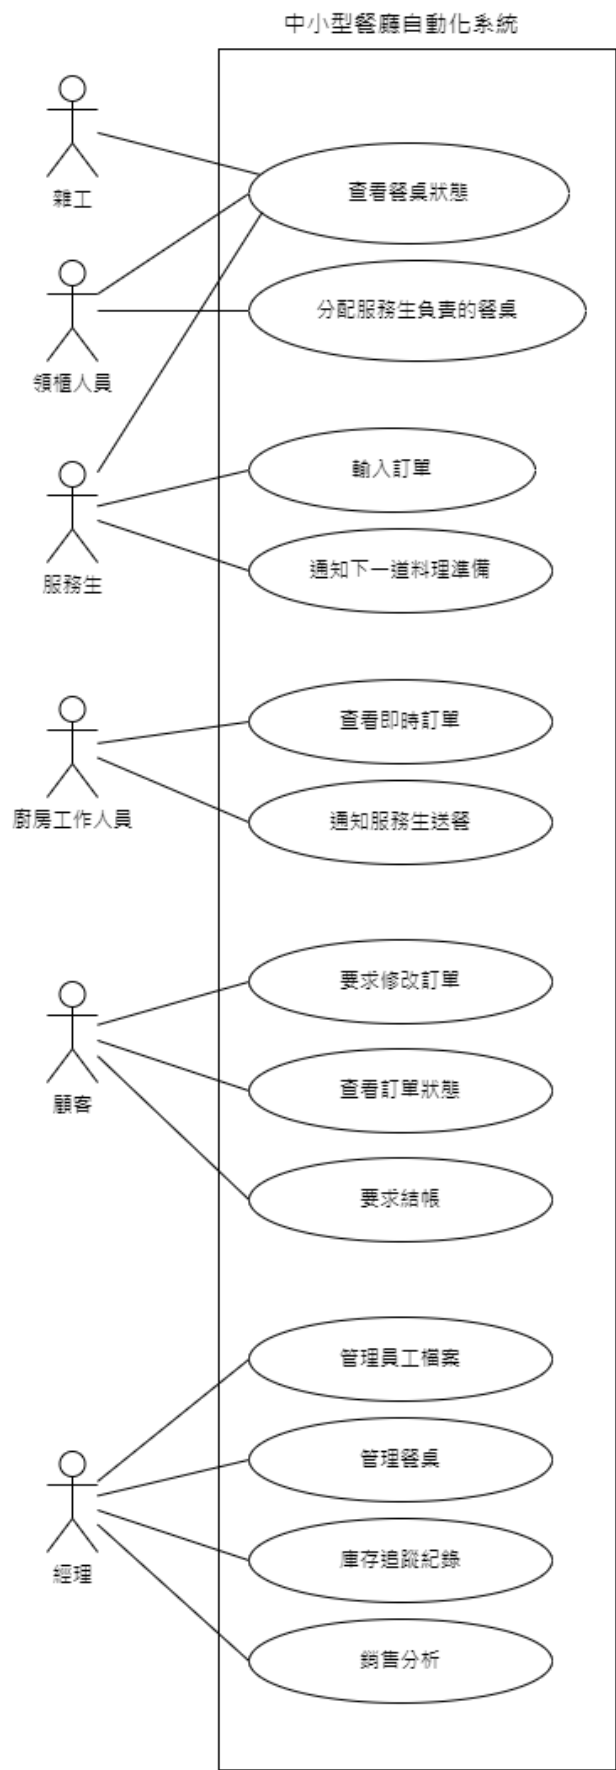 中小型餐廳自動化系統
雜工
查看餐桌狀態
領櫃人員
分配服務生負責的餐桌
服務生
輸入訂單
通知下一道料理準備
廚房工作人員
查看即時訂單
通知服務生送餐
顧客
要求修改訂單
查看訂單狀態
要求結帳
經理
管理員工檔案
管理餐桌
庫存追蹤紀錄
銷售分析